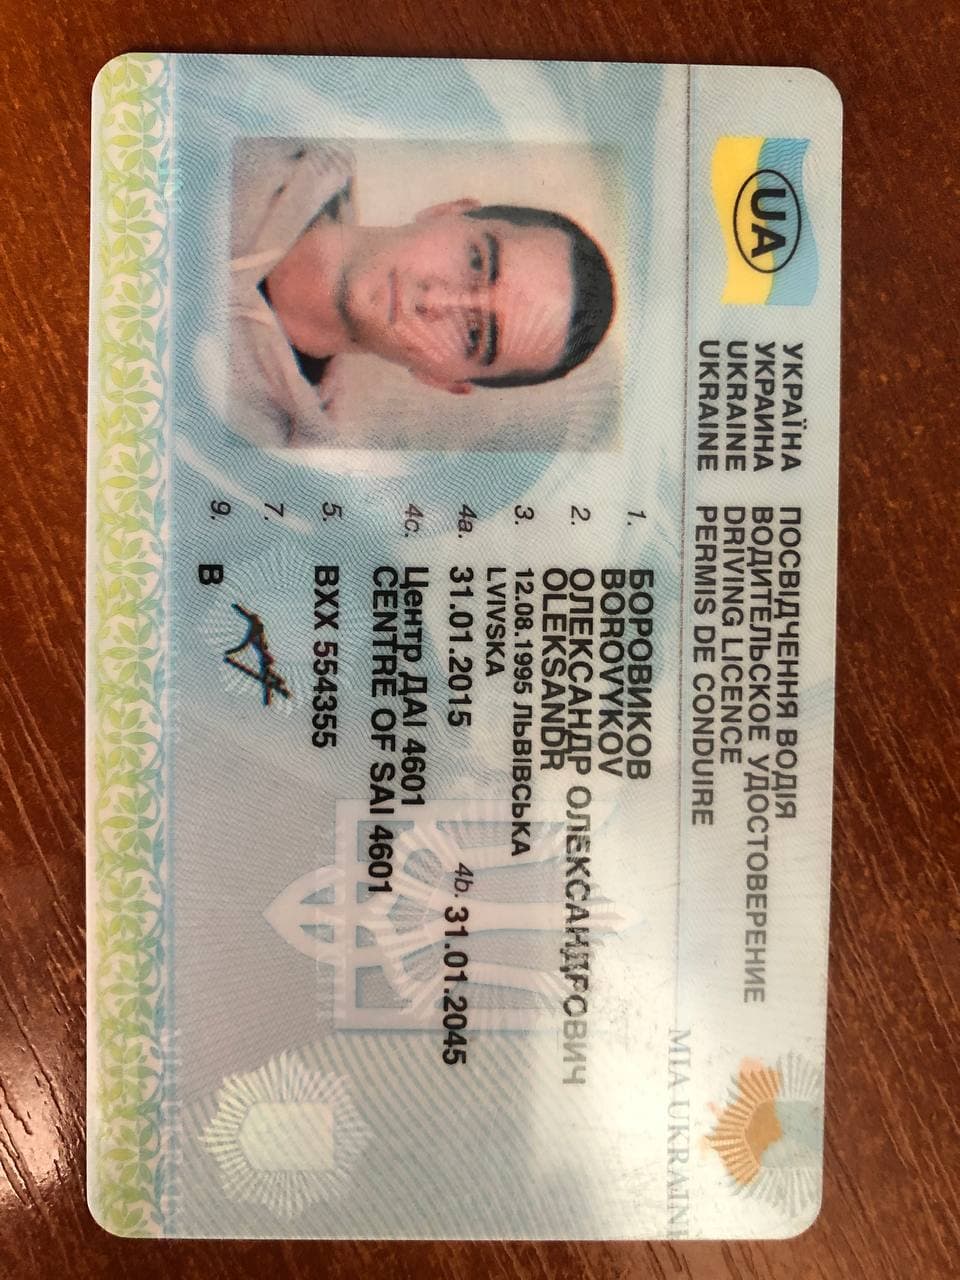 UA
УКРАЇНА ПОСВІДЧЕННЯ ВОДІЯ
УКРАИНА ВОДИТЕЛЬСКОЕ УДОСТОВЕРЕНИЕ
UKRAINE DRIVING LICENCE
UKRAINE PERMIS DE CONDUIRE
MIA UKRAINE
1. БОРОВИКОВ
BOROVYKOV
2. ОЛЕКСАНДР ОЛЕКСАНДРОВИЧ
OLEKSANDR
3. 12.08.1995 ЛЬВІВСЬКА
LVIVSKA
4a. 31.01.2015 4b. 31.01.2045
4c. Центр ДАІ 4601
CENTRE OF SAI 4601
5. BXX 554355
7.
9. B